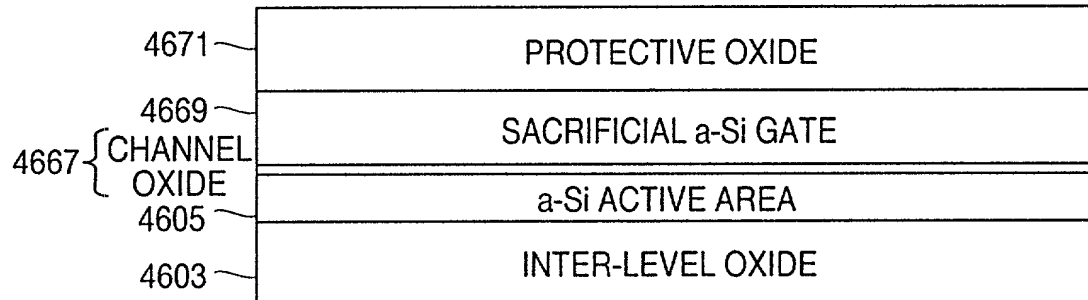 4671 PROTECTIVE OXIDE
4669 SACRIFICIAL a-Si GATE
4667 { CHANNEL
OXIDE
4605 a-Si ACTIVE AREA
4603 INTER-LEVEL OXIDE